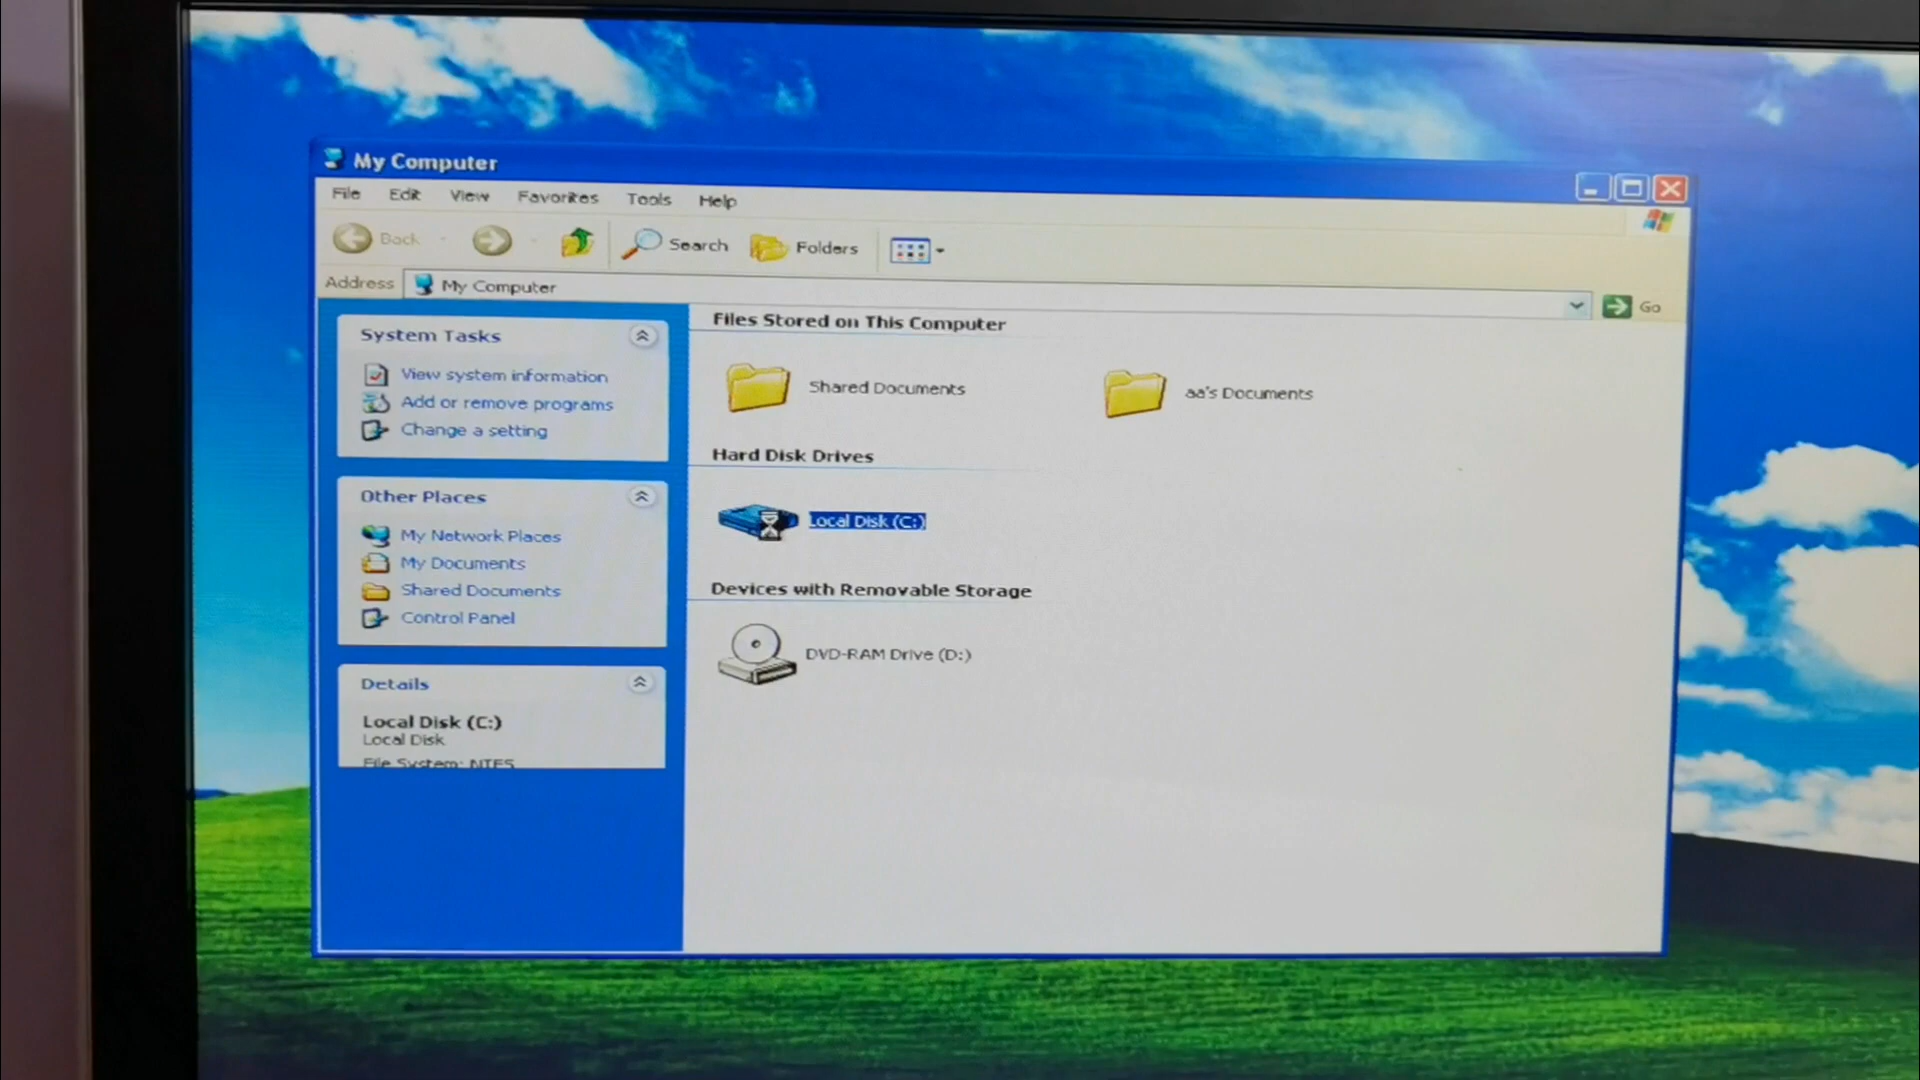 My Computer
File Edit View Favorites Tools Help
Back Search Folders
Address My Computer Go
System Tasks
View system information
Add or remove programs
Change a setting
Other Places
My Network Places
My Documents
Shared Documents
Control Panel
Details
Local Disk (C:)
Local Disk
File System: NTFS
Files Stored on This Computer
Shared Documents
aa's Documents
Hard Disk Drives
Local Disk (C:)
Devices with Removable Storage
DVD-RAM Drive (D:)